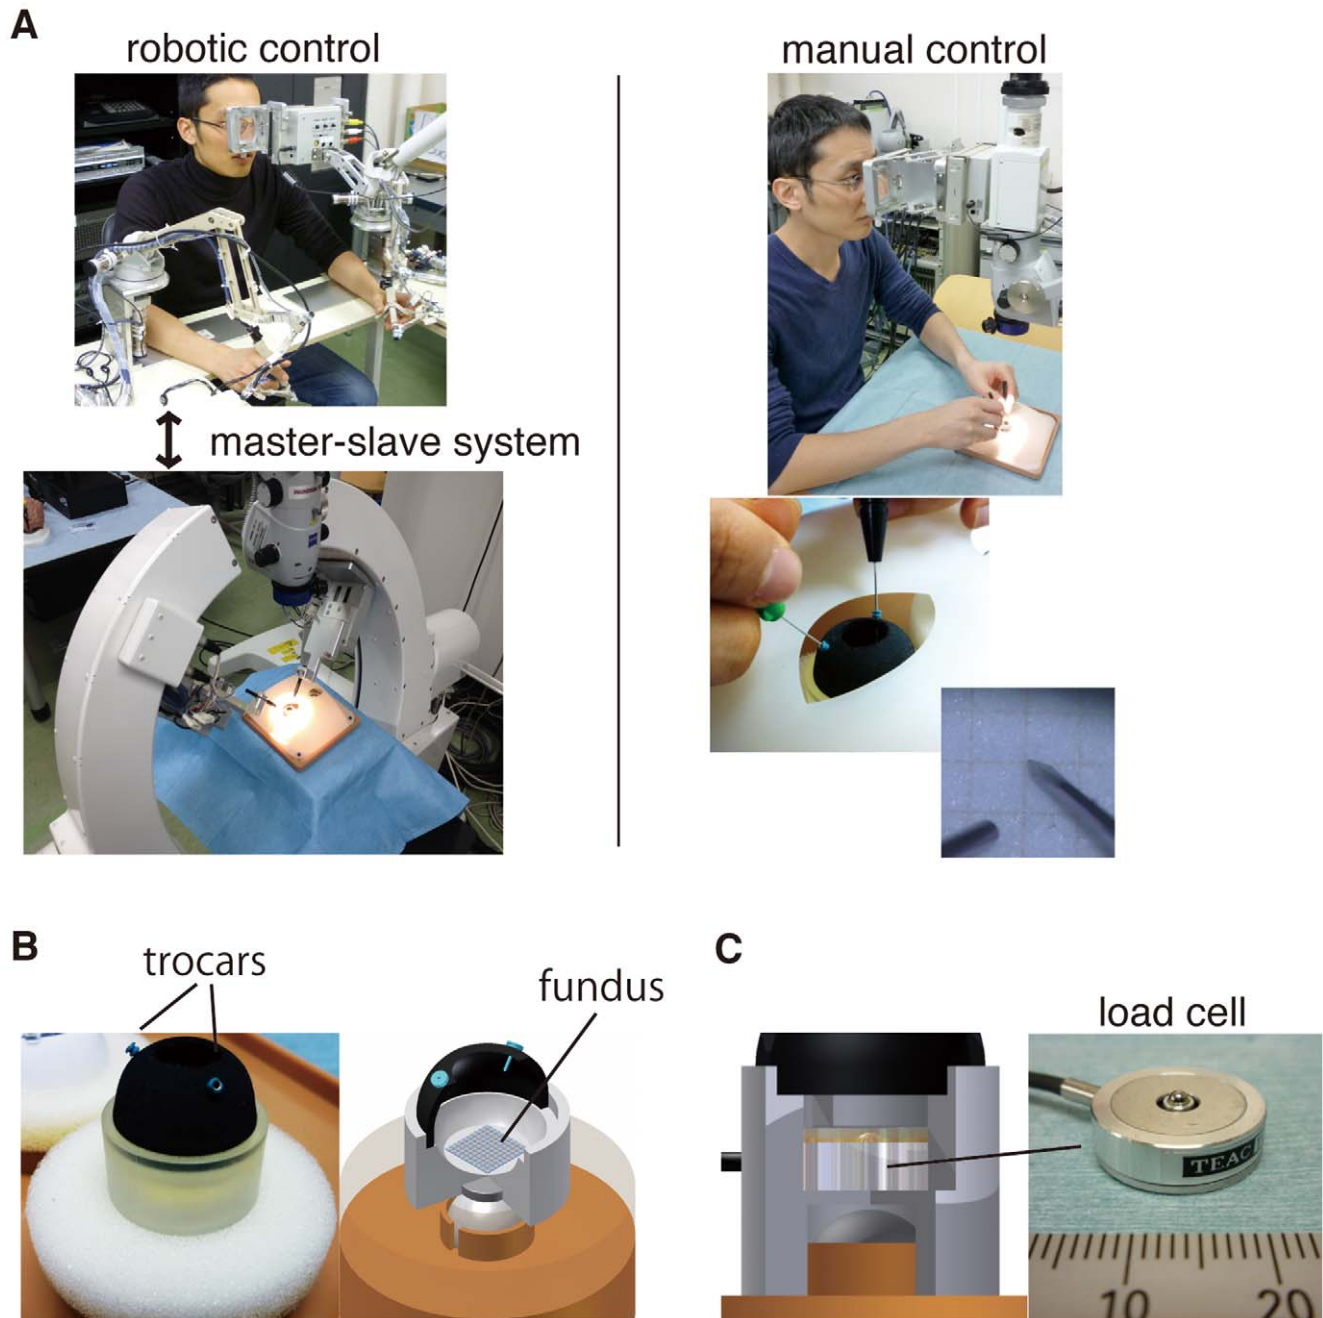 A
robotic control
manual control
master-slave system
B
trocars
fundus
C
load cell
TEAC
10
20